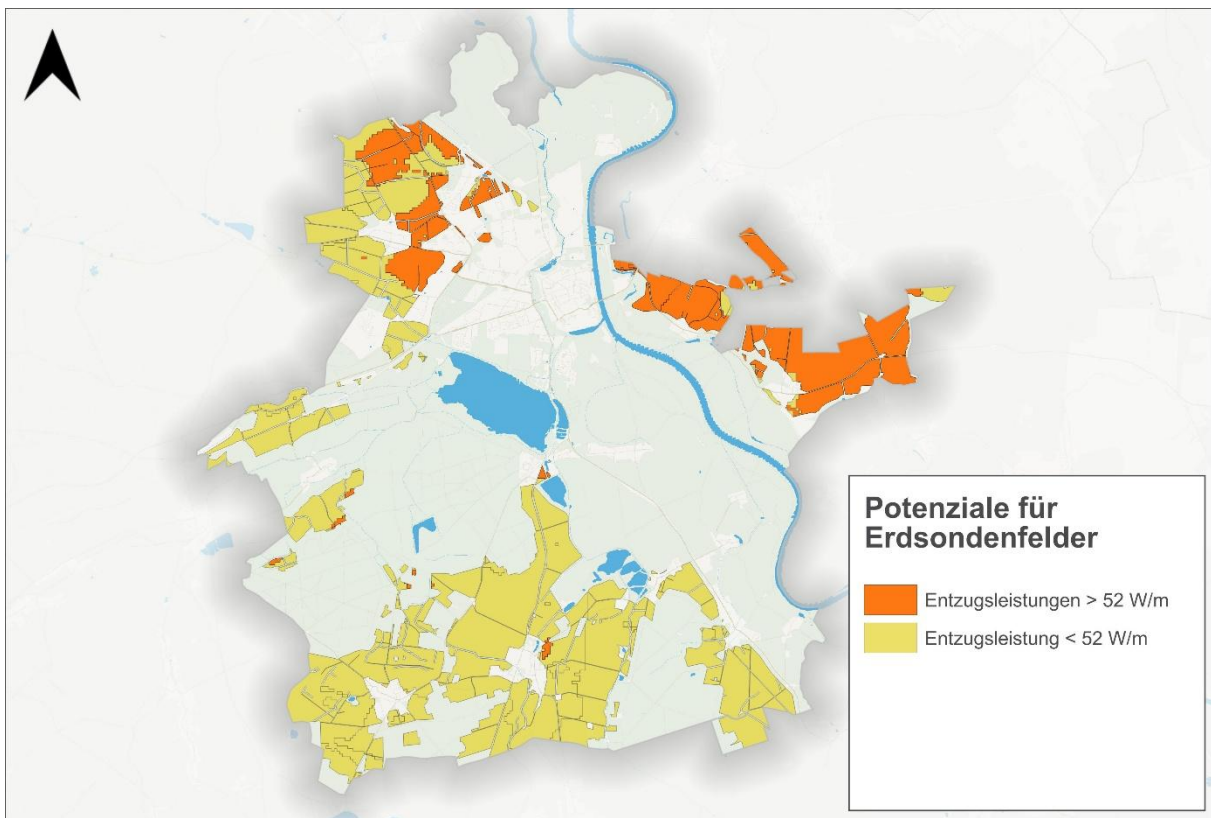 Potenziale für
Erdsondenfelder
Entzugsleistungen > 52 W/m
Entzugsleistung < 52 W/m